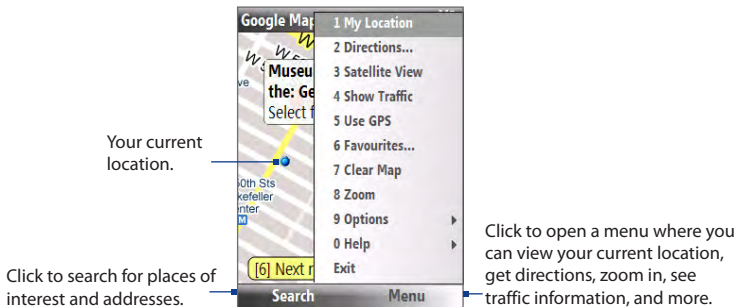 Google Map
1 My Location
2 Directions...
3 Satellite View
4 Show Traffic
5 Use GPS
6 Favourites...
7 Clear Map
8 Zoom
9 Options
0 Help
Exit
Museu
the: Ge
Select f
50th Sts
kefeller
enter
M
[6] Next r
Search
Menu
Your current
location.
Click to search for places of
interest and addresses.
Click to open a menu where you
can view your current location,
get directions, zoom in, see
traffic information, and more.